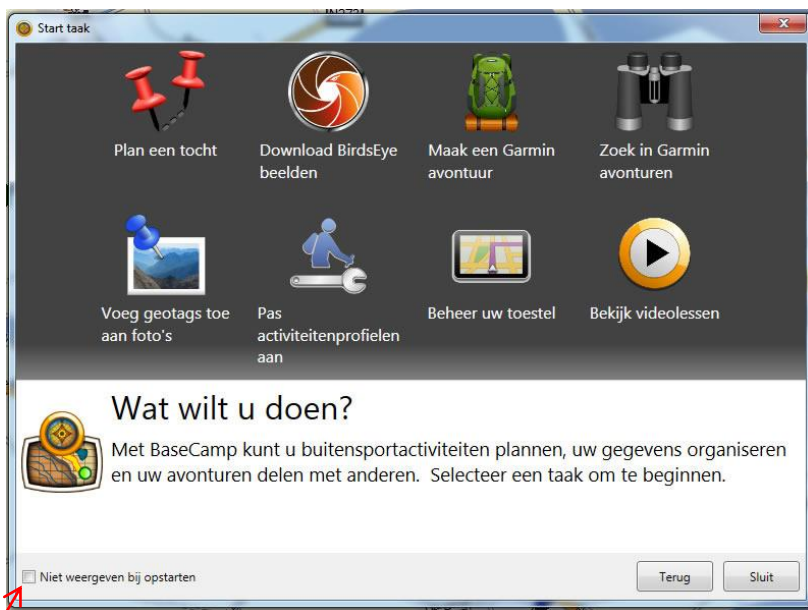 Start taak
Plan een tocht
Download BirdsEye
beelden
Maak een Garmin
avontuur
Zoek in Garmin
avonturen
Voeg geotags toe
aan foto's
Pas
activiteitenprofielen
aan
Beheer uw toestel
Bekijk videolessen
Wat wilt u doen?
Met BaseCamp kunt u buitensportactiviteiten plannen, uw gegevens organiseren
en uw avonturen delen met anderen. Selecteer een taak om te beginnen.
Niet weergeven bij opstarten
Terug
Sluit